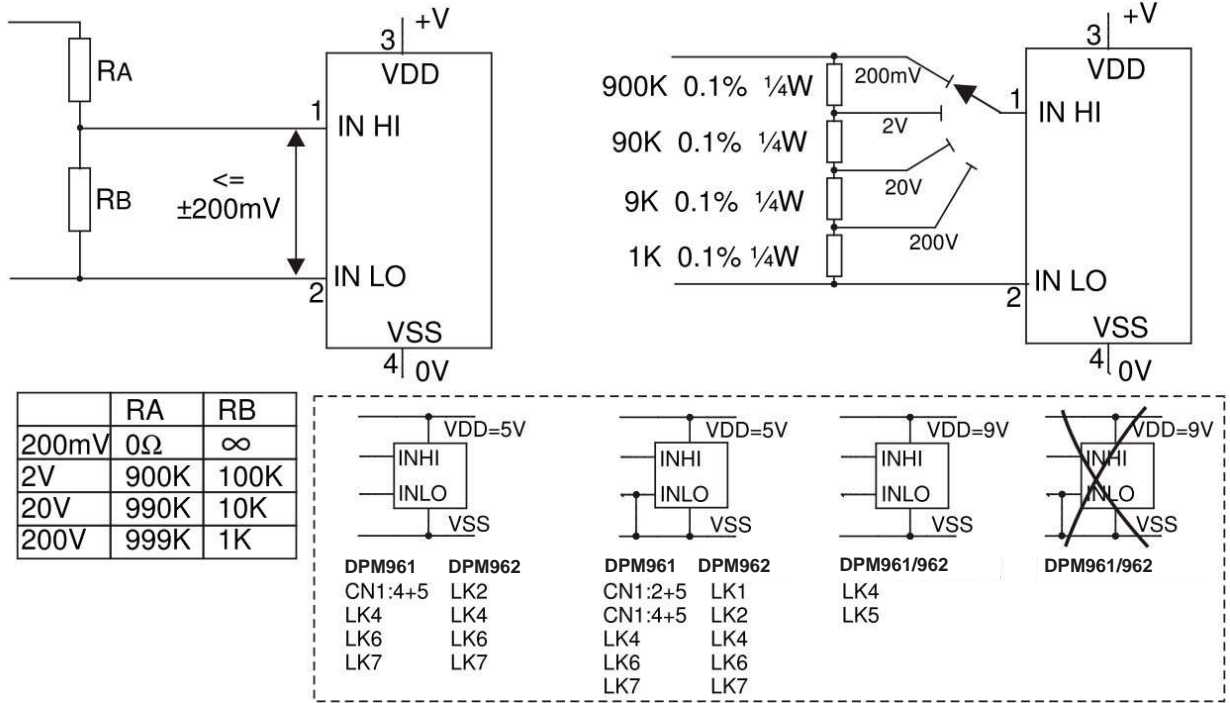 +V
3
VDD
RA
1
IN HI
RB
<=
±200mV
2
IN LO
VSS
4
0V
+V
3
VDD
900K 0.1% ¼W
200mV
1
IN HI
2V
90K 0.1% ¼W
20V
9K 0.1% ¼W
200V
1K 0.1% ¼W
2
IN LO
VSS
4
0V
RA RB
200mV 0Ω ∞
2V 900K 100K
20V 990K 10K
200V 999K 1K
VDD=5V
INHI
INLO
VSS
DPM961 DPM962
CN1:4+5 LK2
LK4 LK4
LK6 LK6
LK7 LK7
VDD=5V
INHI
INLO
VSS
DPM961 DPM962
CN1:2+5 LK1
CN1:4+5 LK2
LK4 LK4
LK6 LK6
LK7 LK7
VDD=9V
INHI
INLO
VSS
DPM961/962
LK4
LK5
VDD=9V
INHI
INLO
VSS
DPM961/962